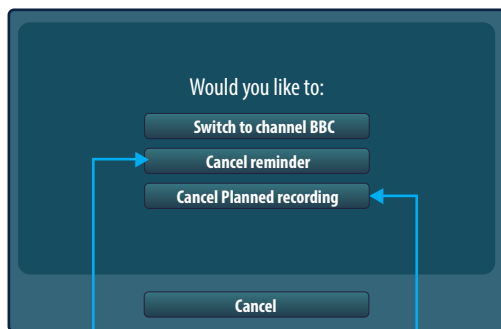 Would you like to:
Switch to channel BBC
Cancel reminder
Cancel Planned recording
Cancel